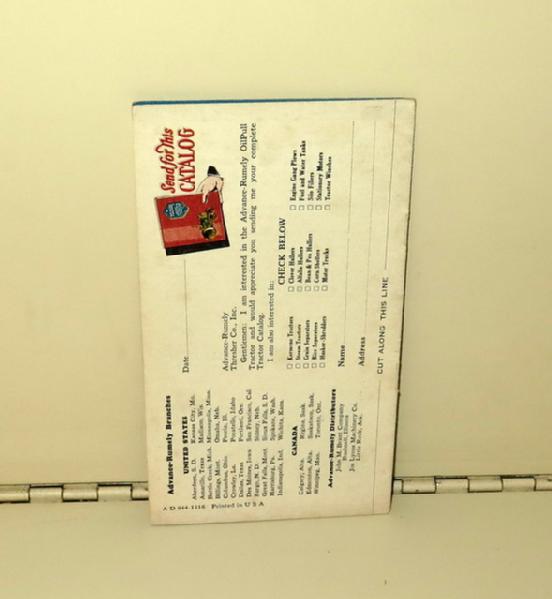 Send for This
CATALOG
Date
Advance-Rumely
Thresher Co., Inc.
Gentlemen: I am interested in the Advance-Rumely OilPull
Tractor and would appreciate you sending me your complete
Tractor Catalog.
I am also interested in:
CHECK BELOW
Kerosene Tractors
Steam Tractors
Grain Separators
Rice Separators
Husker-Shredders
Clover Hullers
Alfalfa Hullers
Bean & Pea Hullers
Corn Shellers
Motor Trucks
Engine Gang Plows
Fuel and Water Tanks
Silo Fillers
Stationary Motors
Tractor Winches
Name
Address
CUT ALONG THIS LINE
Advance-Rumely Branches
UNITED STATES
Aberdeen, S. D. Kansas City, Mo.
Amarillo, Texas Madison, Wis.
Battle Creek, Mich. Minneapolis, Minn.
Billings, Mont. Omaha, Neb.
Columbus, Ohio Peoria, Ill.
Crowley, La. Pocatello, Idaho
Dallas, Texas Portland, Ore.
Des Moines, Iowa San Francisco, Cal.
Fargo, N. D. Sidney, Neb.
Great Falls, Mont. Sioux Falls, S. D.
Harrisburg, Pa. Spokane, Wash.
Indianapolis, Ind. Wichita, Kans.
CANADA
Calgary, Alta. Regina, Sask.
Edmonton, Alta. Saskatoon, Sask.
Winnipeg, Man. Toronto, Ont.
Advance-Rumely Distributors
John M. Brant Company
Bushnell, Illinois
Jos Lyons Machinery Co.
Little Rock, Ark.
Printed in U S A